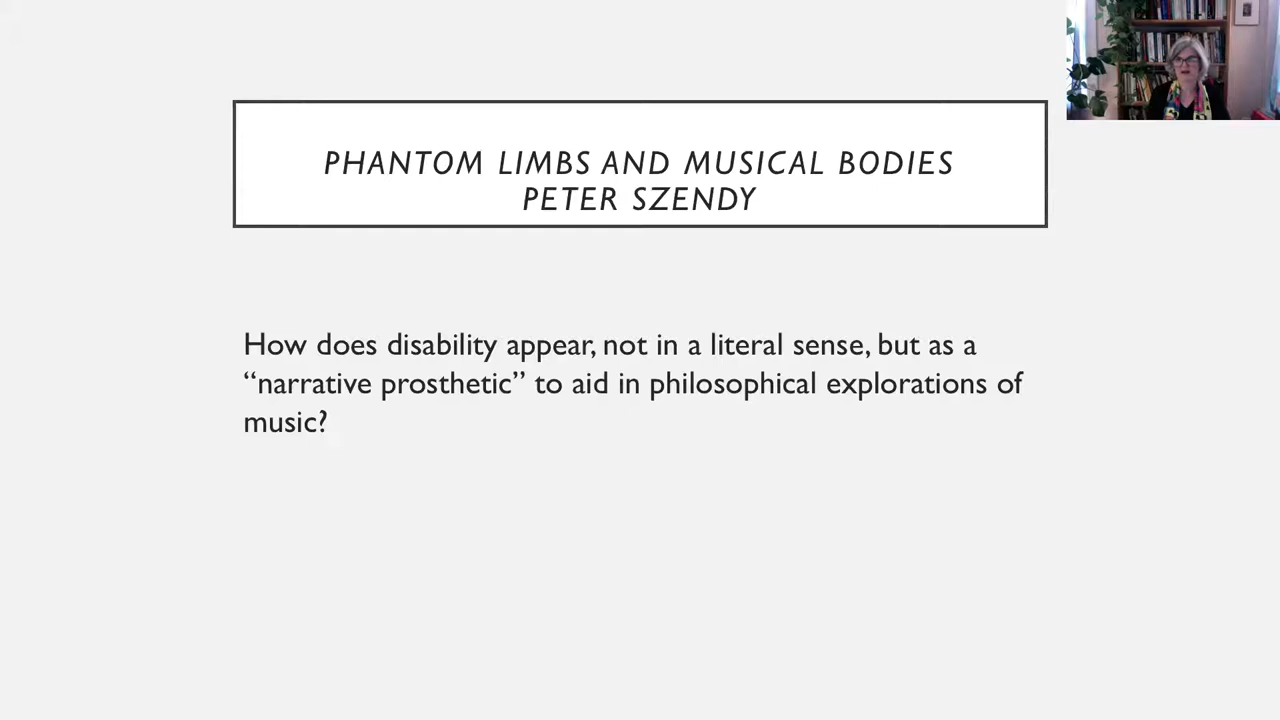 PHANTOM LIMBS AND MUSICAL BODIES
PETER SZENDY
How does disability appear, not in a literal sense, but as a
“narrative prosthetic” to aid in philosophical explorations of
music?